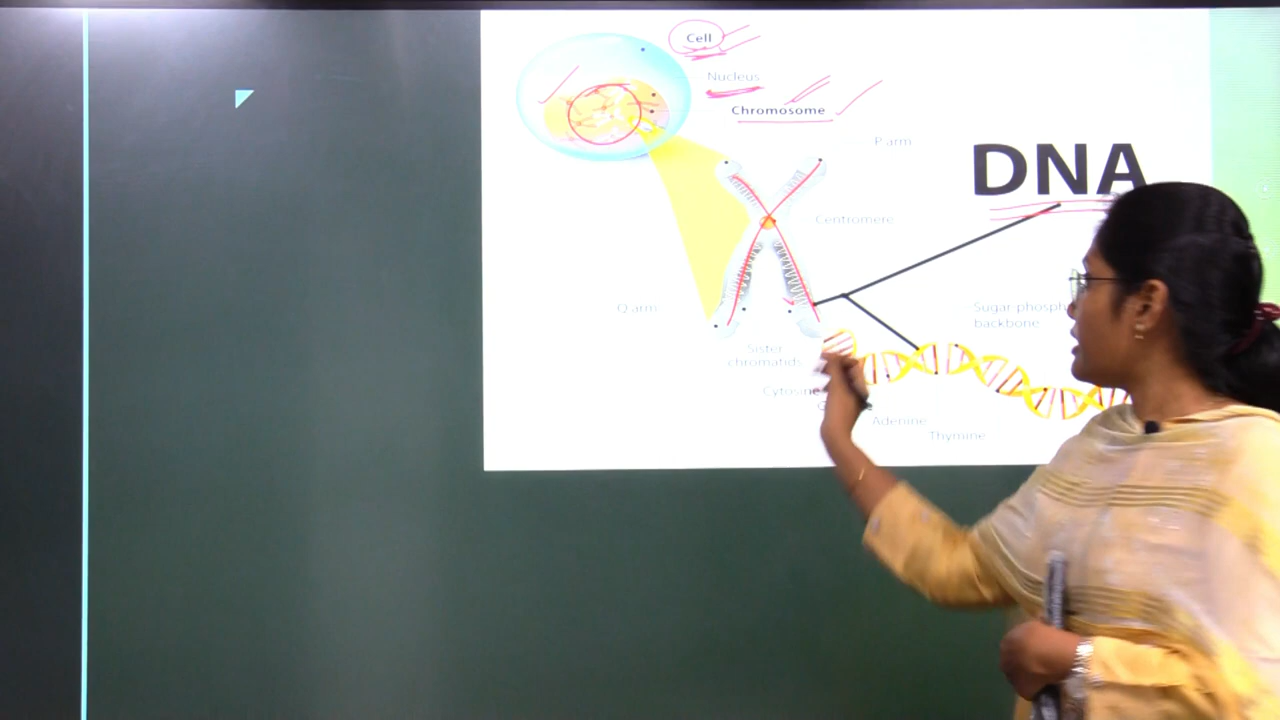 Cell
Nucleus
Chromosome
P arm
DNA
Centromere
Q arm
Sugar phosph
backbone
Sister
chromatids
Cytosine
Adenine
Thymine